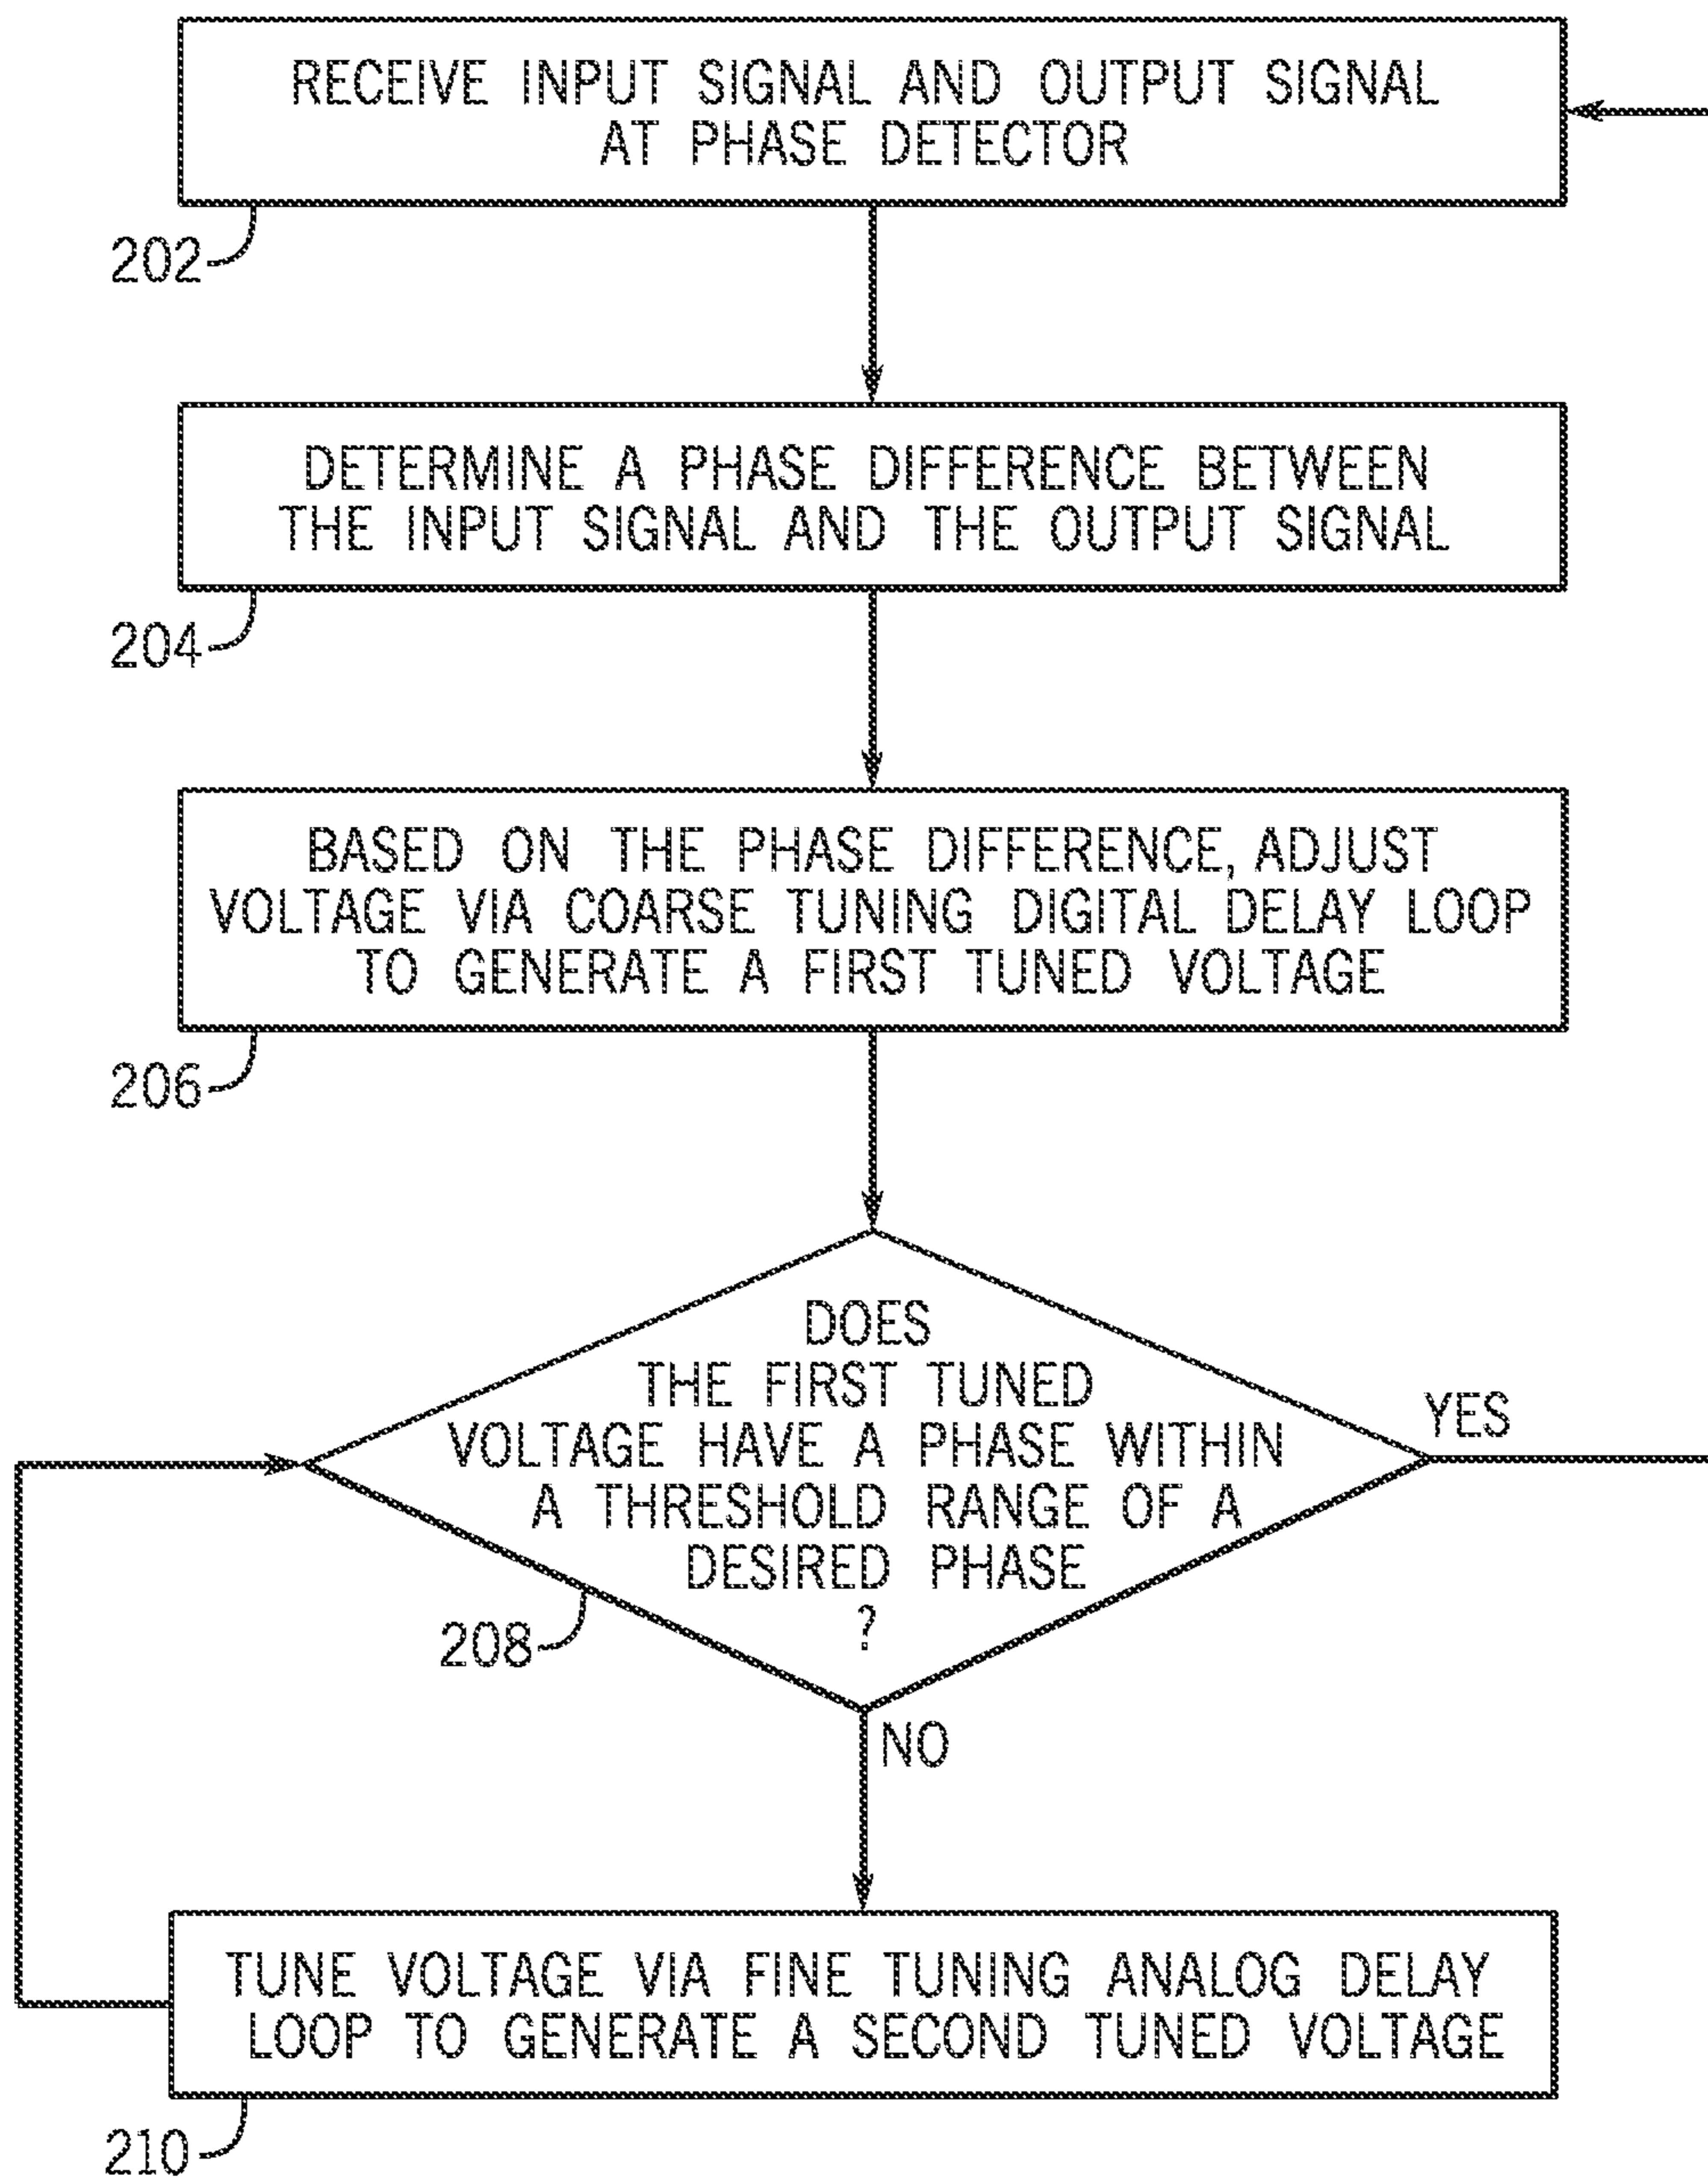 RECEIVE INPUT SIGNAL AND OUTPUT SIGNAL
AT PHASE DETECTOR
202
DETERMINE A PHASE DIFFERENCE BETWEEN
THE INPUT SIGNAL AND THE OUTPUT SIGNAL
204
BASED ON THE PHASE DIFFERENCE, ADJUST
VOLTAGE VIA COARSE TUNING DIGITAL DELAY LOOP
TO GENERATE A FIRST TUNED VOLTAGE
206
DOES
THE FIRST TUNED
VOLTAGE HAVE A PHASE WITHIN
A THRESHOLD RANGE OF A
DESIRED PHASE
?
YES
208
NO
TUNE VOLTAGE VIA FINE TUNING ANALOG DELAY
LOOP TO GENERATE A SECOND TUNED VOLTAGE
210